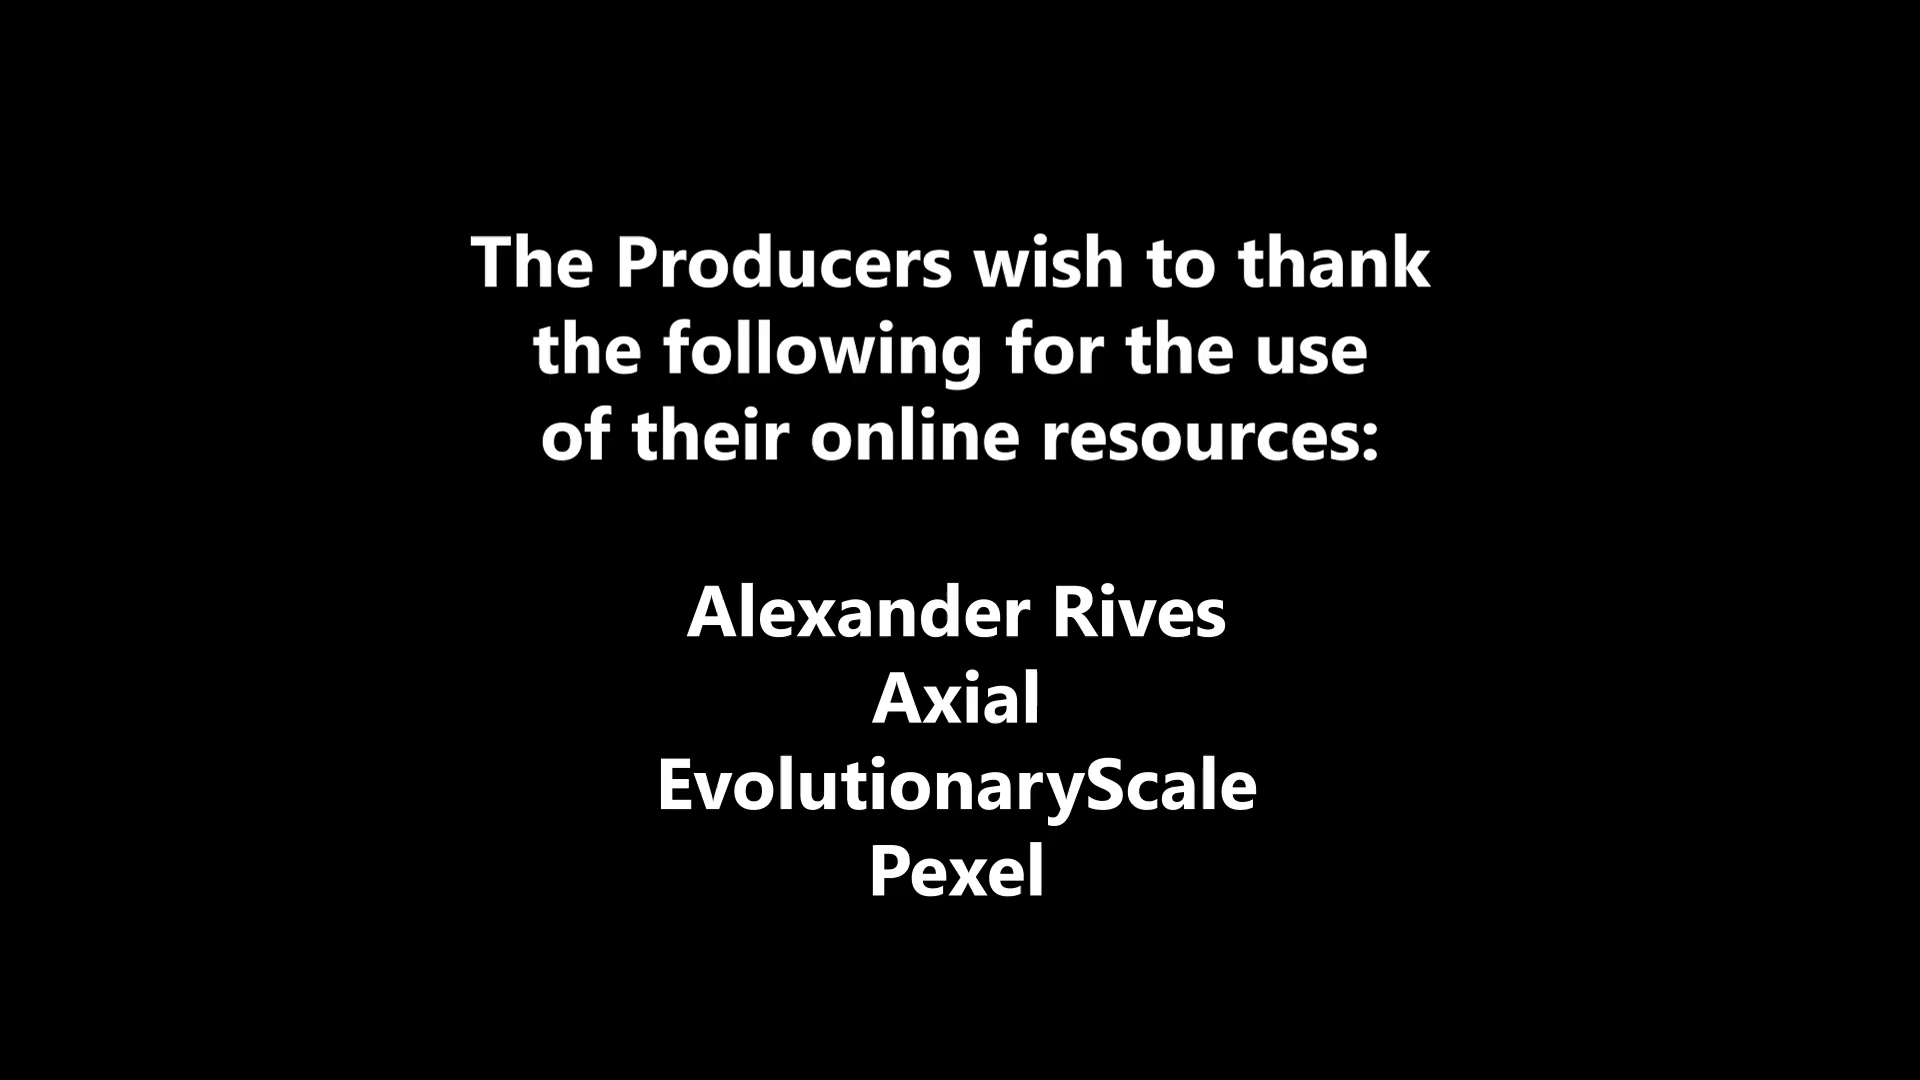 The Producers wish to thank
the following for the use
of their online resources:
Alexander Rives
Axial
EvolutionaryScale
Pexel